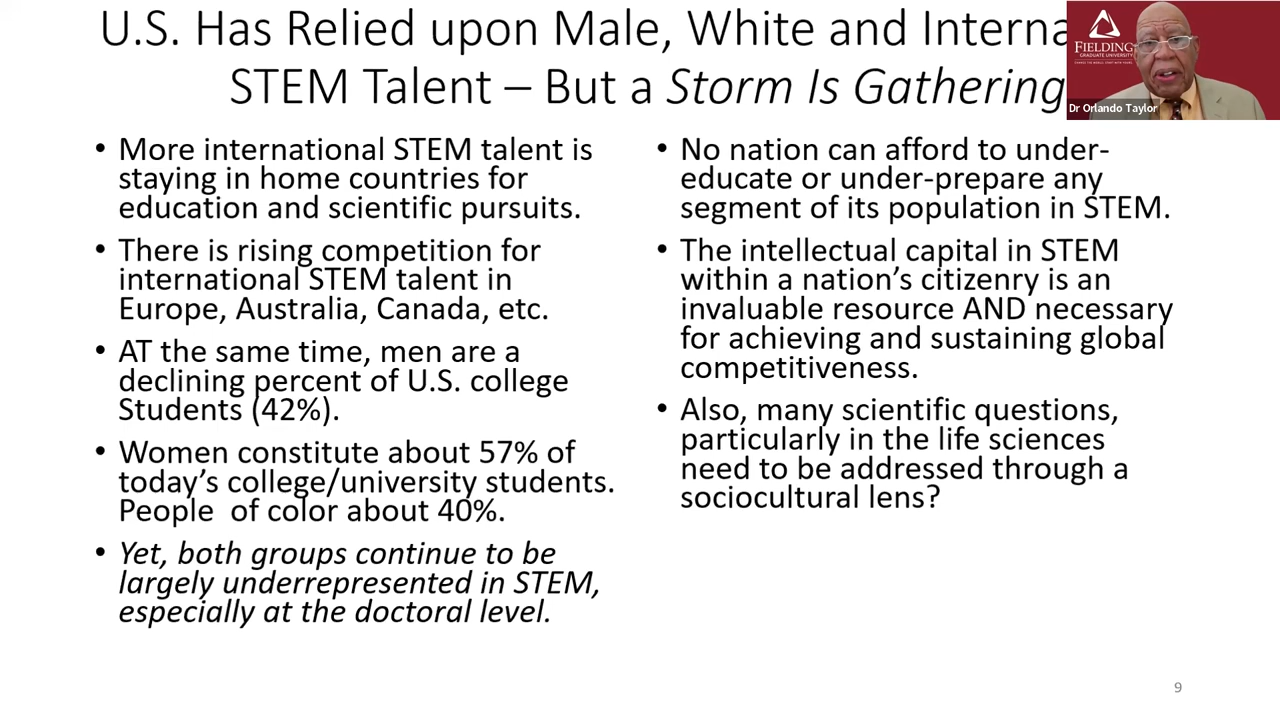 U.S. Has Relied upon Male, White and Interna
STEM Talent – But a Storm Is Gathering
FIELDING
GRADUATE UNIVERSITY
Dr Orlando Taylor
• More international STEM talent is
staying in home countries for
education and scientific pursuits.
• There is rising competition for
international STEM talent in
Europe, Australia, Canada, etc.
• AT the same time, men are a
declining percent of U.S. college
Students (42%).
• Women constitute about 57% of
today’s college/university students.
People  of color about 40%.
• Yet, both groups continue to be
largely underrepresented in STEM,
especially at the doctoral level.
• No nation can afford to under-
educate or under-prepare any
segment of its population in STEM.
• The intellectual capital in STEM
within a nation’s citizenry is an
invaluable resource AND necessary
for achieving and sustaining global
competitiveness.
• Also, many scientific questions,
particularly in the life sciences
need to be addressed through a
sociocultural lens?
9